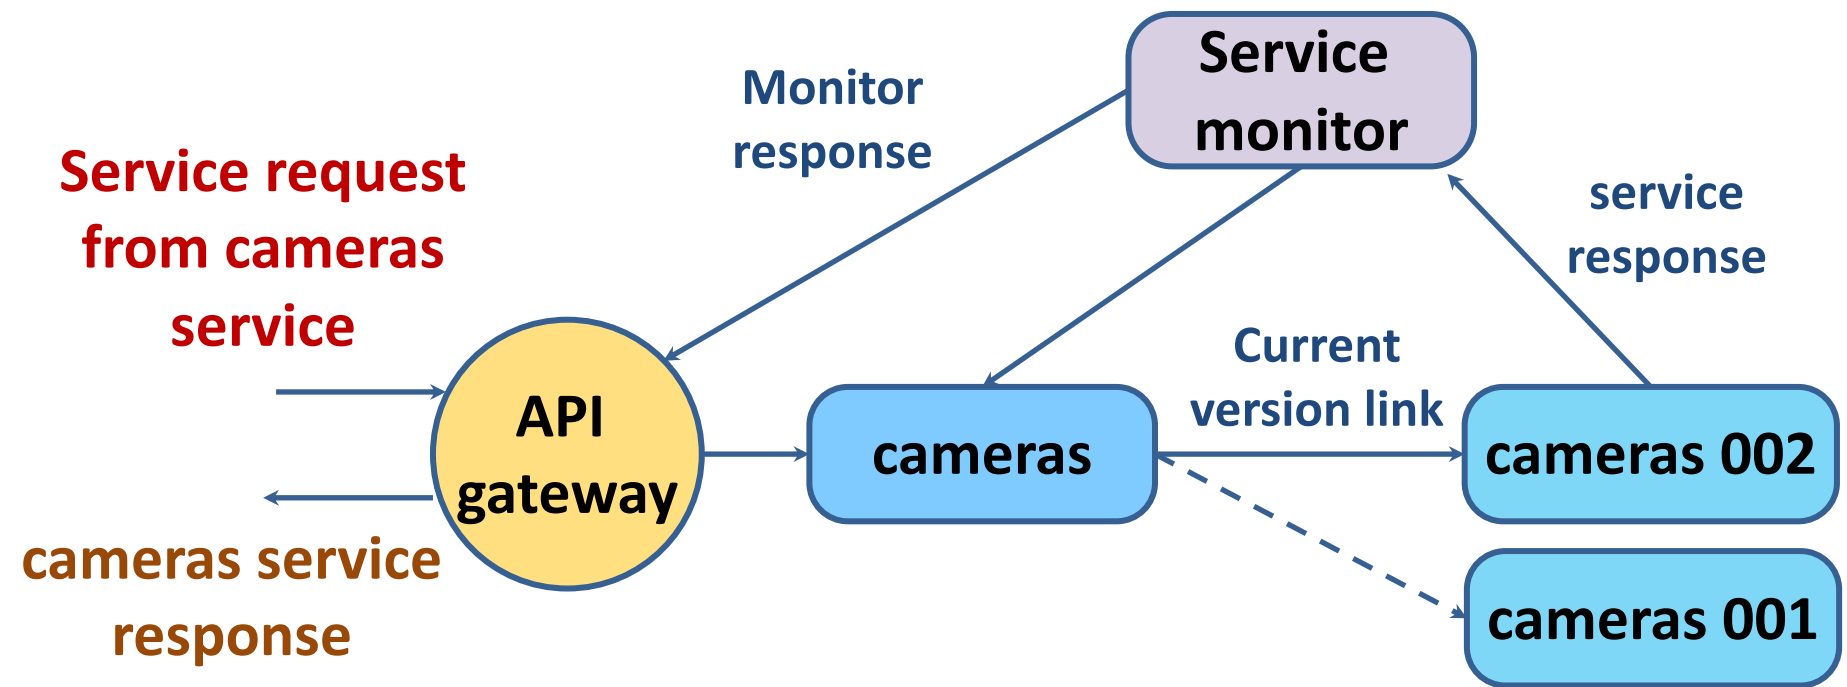 Service
monitor
Monitor
response
Service request
from cameras
service
service
response
Current
version link
API
gateway
cameras
cameras 002
cameras service
response
cameras 001